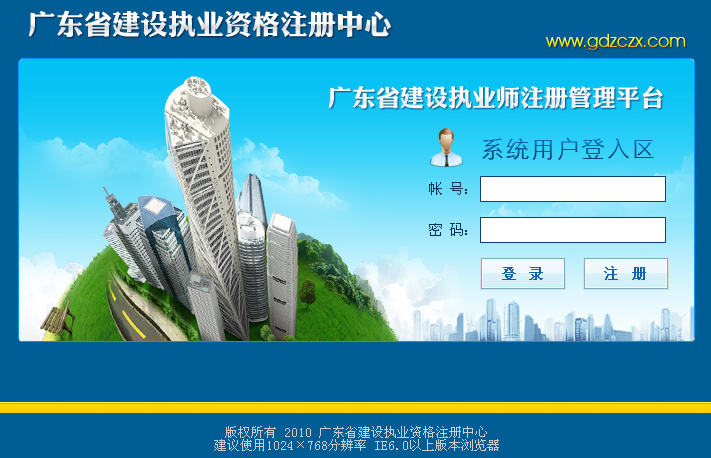 广东省建设执业资格注册中心
www.gdzczx.com
广东省建设执业师注册管理平台
系统用户登入区
帐 号：
密 码：
登 录 注 册
版权所有 2010 广东省建设执业资格注册中心
建议使用1024×768分辨率 IE6.0以上版本浏览器